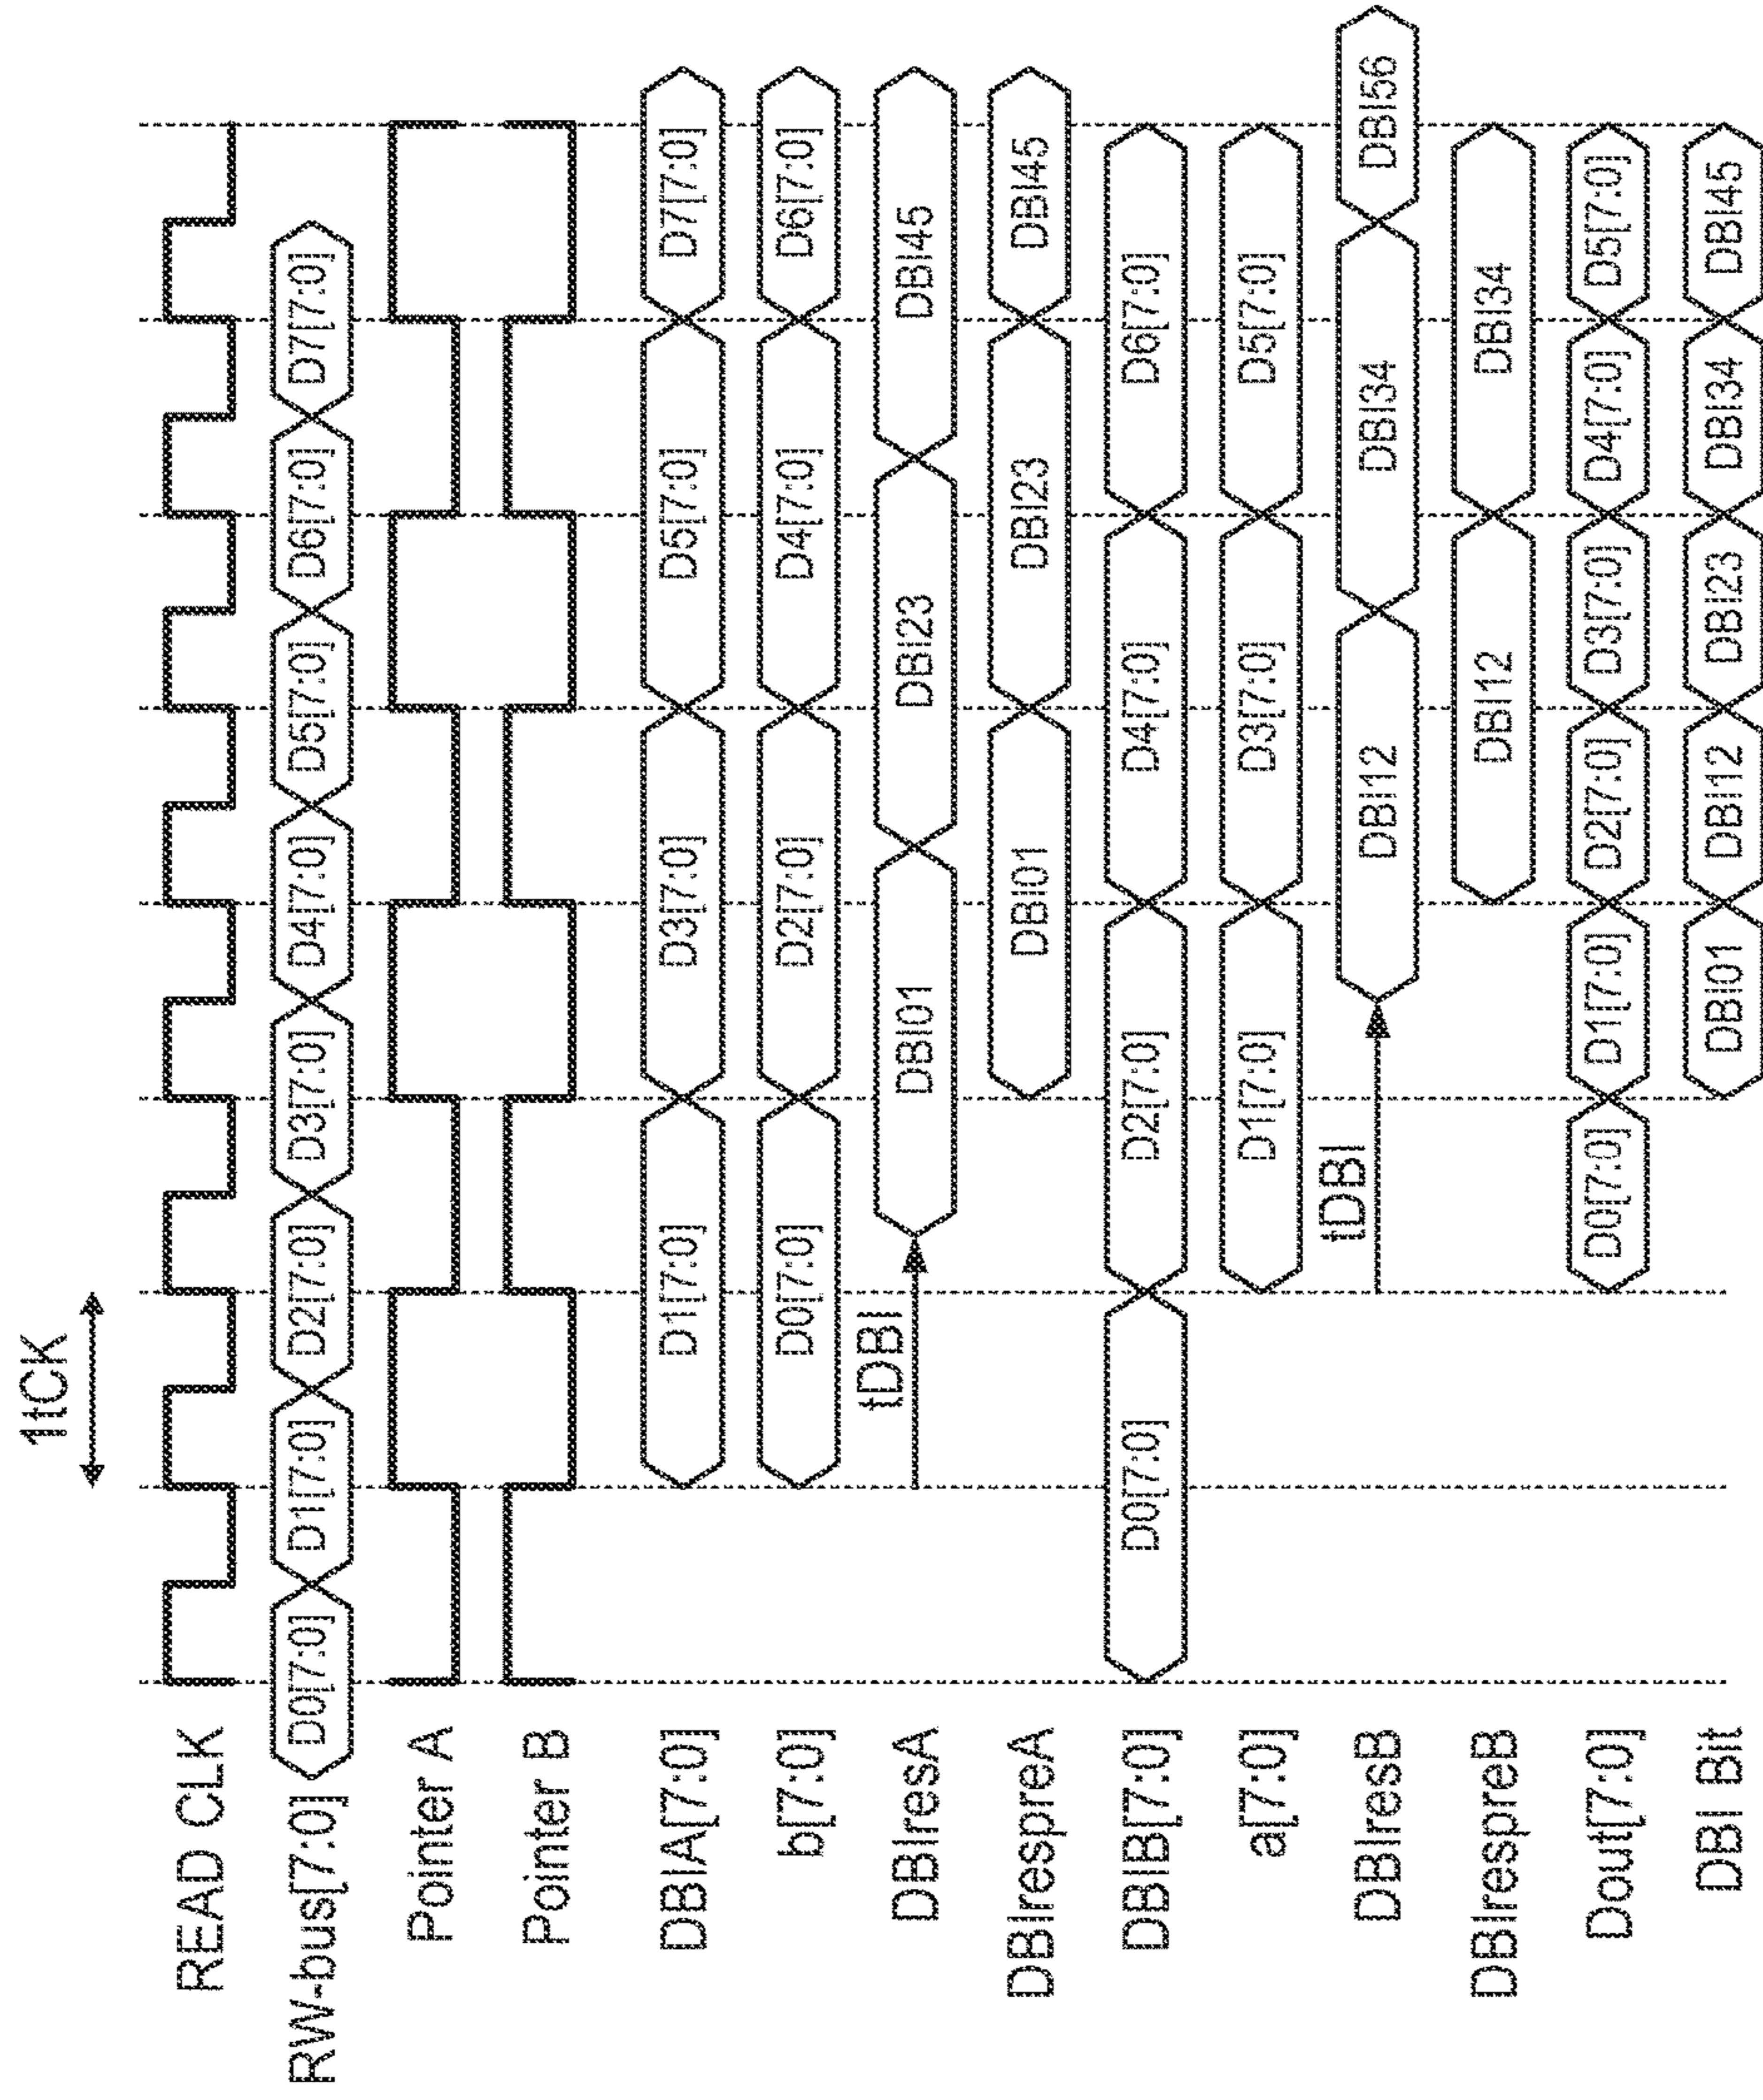 1tCK
READ CLK
RW-bus[7:0] D0[7:0] D1[7:0] D2[7:0] D3[7:0] D4[7:0] D5[7:0] D6[7:0] D7[7:0]
Pointer A
Pointer B
DBIA[7:0] D1[7:0] D3[7:0] D5[7:0] D7[7:0]
b[7:0] D0[7:0] D2[7:0] D4[7:0] D6[7:0]
DBIresA tDBI DBI01 DBI23 DBI45
DBIrespreA DBI01 DBI23 DBI45
DBIB[7:0] D0[7:0] D2[7:0] D4[7:0] D6[7:0]
a[7:0] D1[7:0] D3[7:0] D5[7:0]
DBIresB tDBI DBI12 DBI34 DBI56
DBIrespreB DBI12 DBI34
Dout[7:0] D0[7:0] D1[7:0] D2[7:0] D3[7:0] D4[7:0] D5[7:0]
DBI Bit DBI01 DBI12 DBI23 DBI34 DBI45